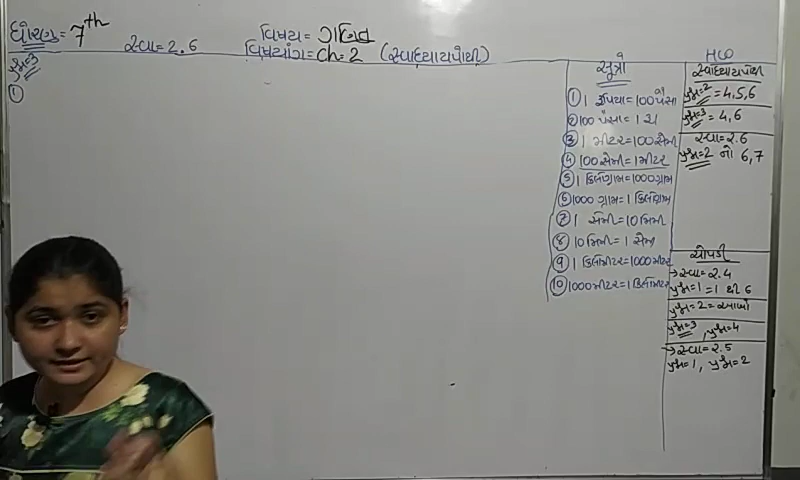 ધોરણ = 7th
સ્વા = 2.6
વિષય = ગણિત
વિષયાંગ = ch = 2 (સ્વાધ્યાયપોથી)
પ્રશ્ન = 3
①
સૂત્રો
① 1 રૂપિયા = 100 પૈસા
② 100 પૈસા = 1 રૂ
③ 1 મીટર = 100 સેમી
④ 100 સેમી = 1 મીટર
⑤ 1 કિલોગ્રામ = 1000 ગ્રામ
⑥ 1000 ગ્રામ = 1 કિલોગ્રામ
⑦ 1 સેમી = 10 મિમી
⑧ 10 મિમી = 1 સેમી
⑨ 1 કિલોમીટર = 1000 મીટર
⑩ 1000 મીટર = 1 કિલોમીટર
HW
સ્વાધ્યાયપોથી
પ્રશ્ન = 2 = 4, 5, 6
પ્રશ્ન = 3 = 4, 6
સ્વા = 2.6
પ્રશ્ન = 2 નો 6, 7
ચોપડી
→ સ્વા = 2.4
પ્રશ્ન = 1 = 1 થી 6
પ્રશ્ન = 2 = આખો
પ્રશ્ન = 3, પ્રશ્ન = 4
→ સ્વા = 2.5
પ્રશ્ન = 1, પ્રશ્ન = 2